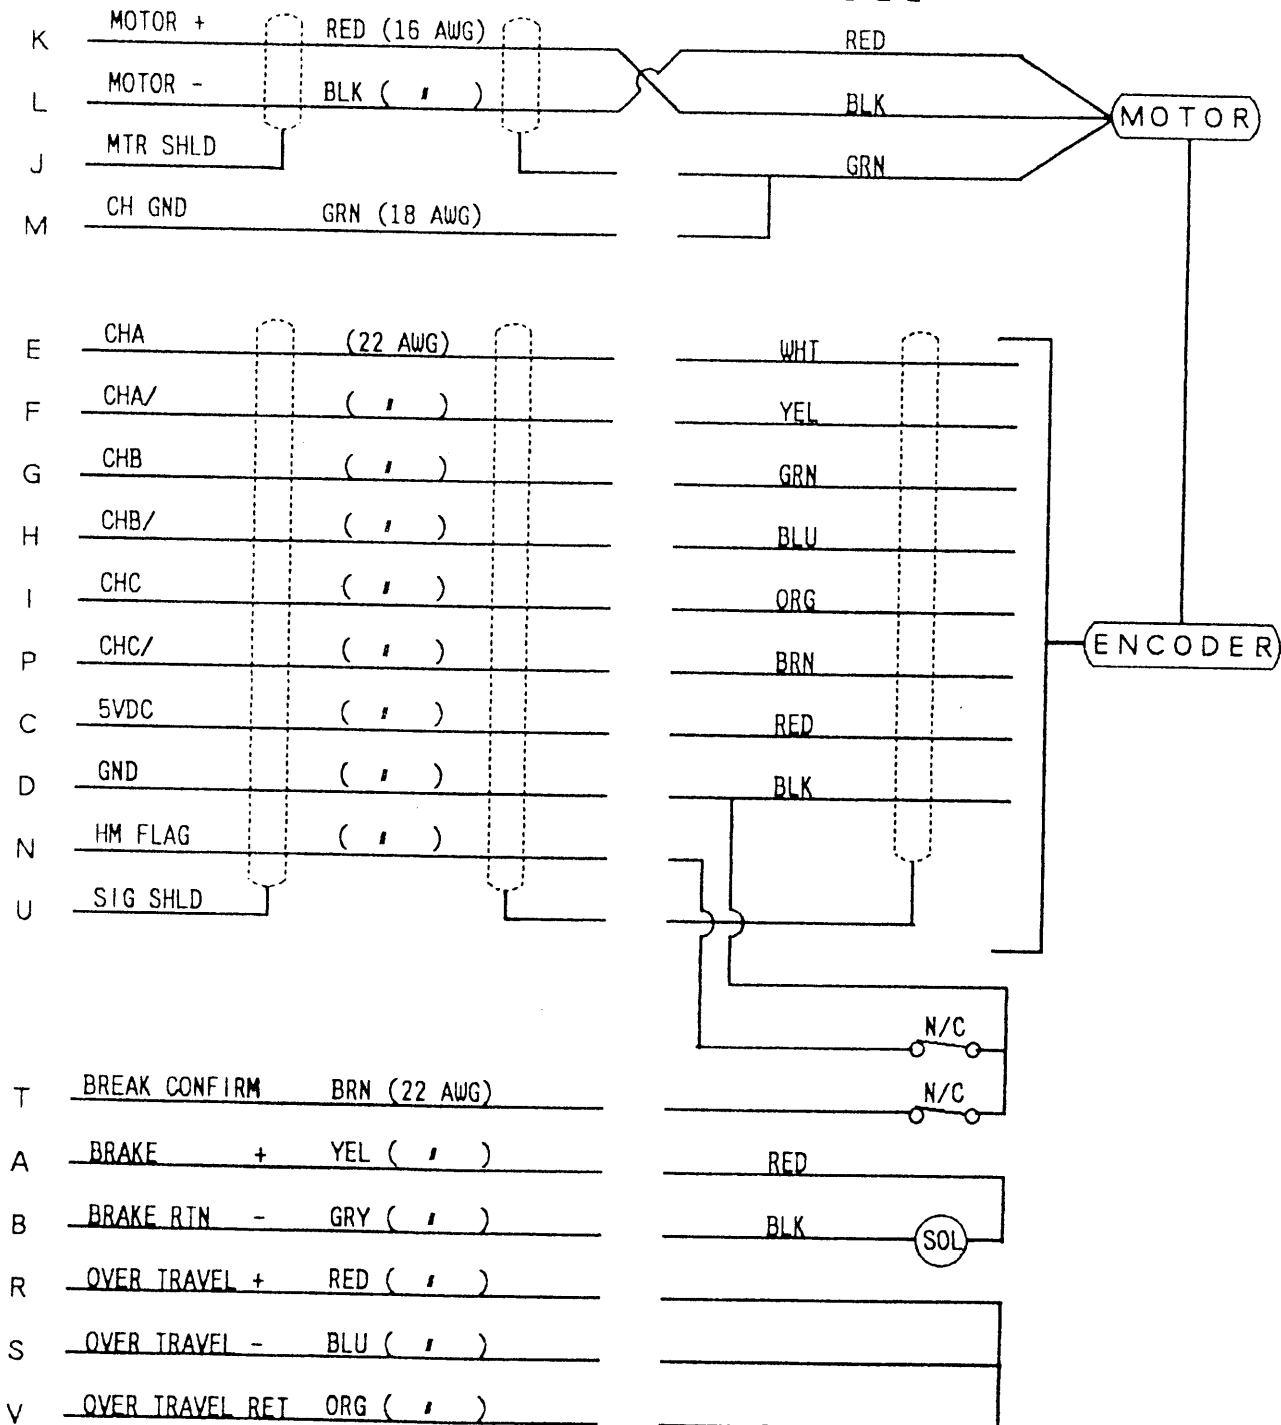 K MOTOR + RED (16 AWG) RED
L MOTOR - BLK ( " ) BLK
MOTOR
J MTR SHLD GRN
M CH GND GRN (18 AWG)
E CHA (22 AWG) WHT
F CHA/ ( " ) YEL
G CHB ( " ) GRN
H CHB/ ( " ) BLU
I CHC ( " ) ORG
ENCODER
P CHC/ ( " ) BRN
C 5VDC ( " ) RED
D GND ( " ) BLK
N HM FLAG ( " )
U SIG SHLD
N/C
T BREAK CONFIRM BRN (22 AWG) N/C
A BRAKE + YEL ( " ) RED
B BRAKE RTN - GRY ( " ) BLK SOL
R OVER TRAVEL + RED ( " )
S OVER TRAVEL - BLU ( " )
V OVER TRAVEL RET ORG ( " )